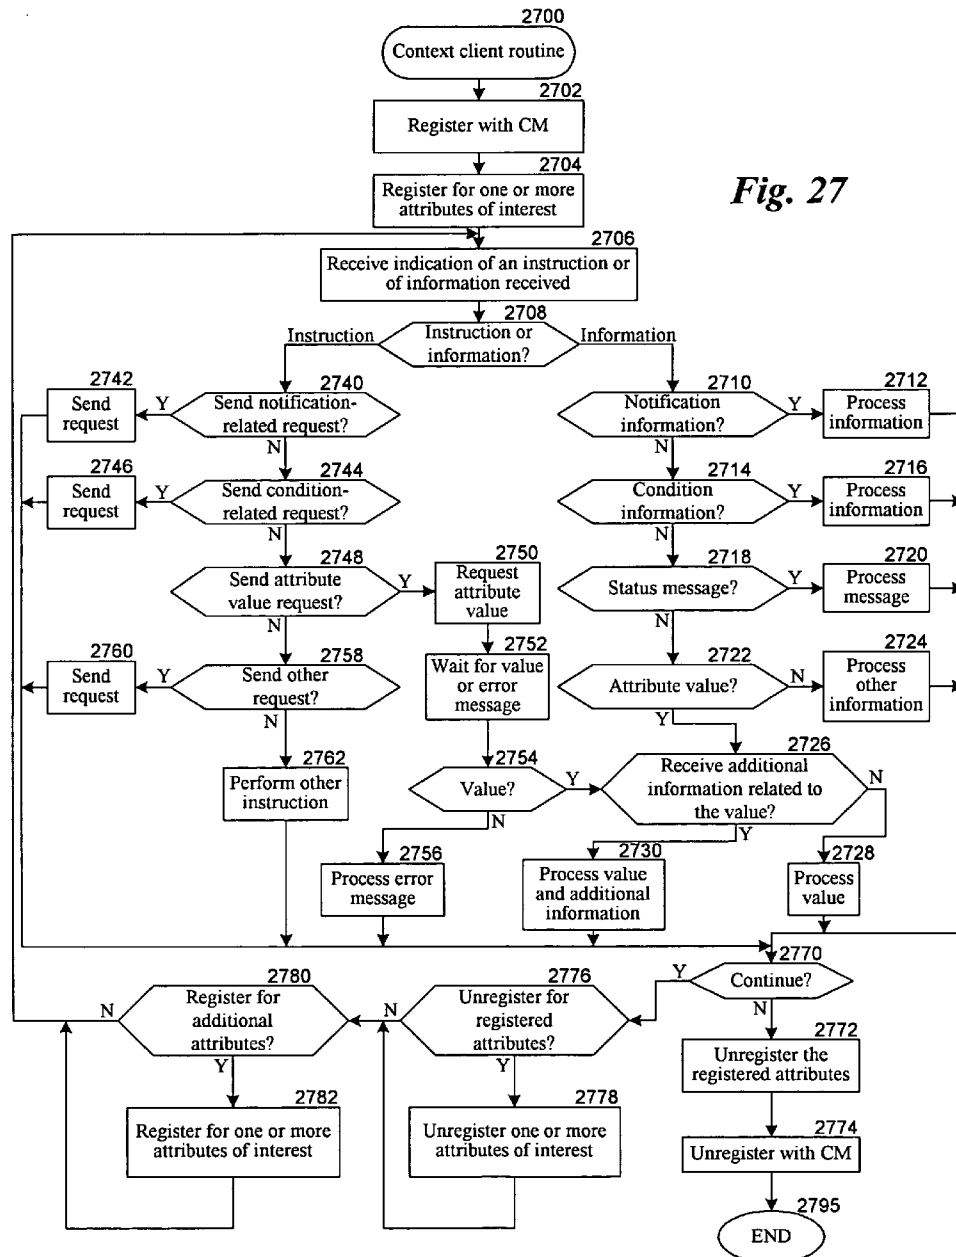 2700
Context client routine
2702
Register with CM
2704
Register for one or more
attributes of interest
Fig. 27
2706
Receive indication of an instruction or
of information received
2708
Instruction or
information?
Instruction
Information
2742
Send
request
Y
2740
Send notification-
related request?
N
2710
Notification
information?
Y
N
2712
Process
information
2746
Send
request
Y
2744
Send condition-
related request?
N
2714
Condition
information?
Y
N
2716
Process
information
2748
Send attribute
value request?
Y
N
2750
Request
attribute
value
2718
Status message?
Y
N
2720
Process
message
2752
Wait for value
or error
message
2760
Send
request
Y
2758
Send other
request?
N
2722
Attribute value?
N
Y
2724
Process
other
information
2762
Perform other
instruction
2754
Value?
Y
N
2726
Receive additional
information related to
the value?
N
Y
2756
Process error
message
2730
Process value
and additional
information
2728
Process
value
2770
Continue?
Y
N
2780
Register for
additional
attributes?
N
Y
2776
Unregister for
registered
attributes?
N
Y
2772
Unregister the
registered attributes
2782
Register for one or more
attributes of interest
2778
Unregister one or more
attributes of interest
2774
Unregister with CM
2795
END